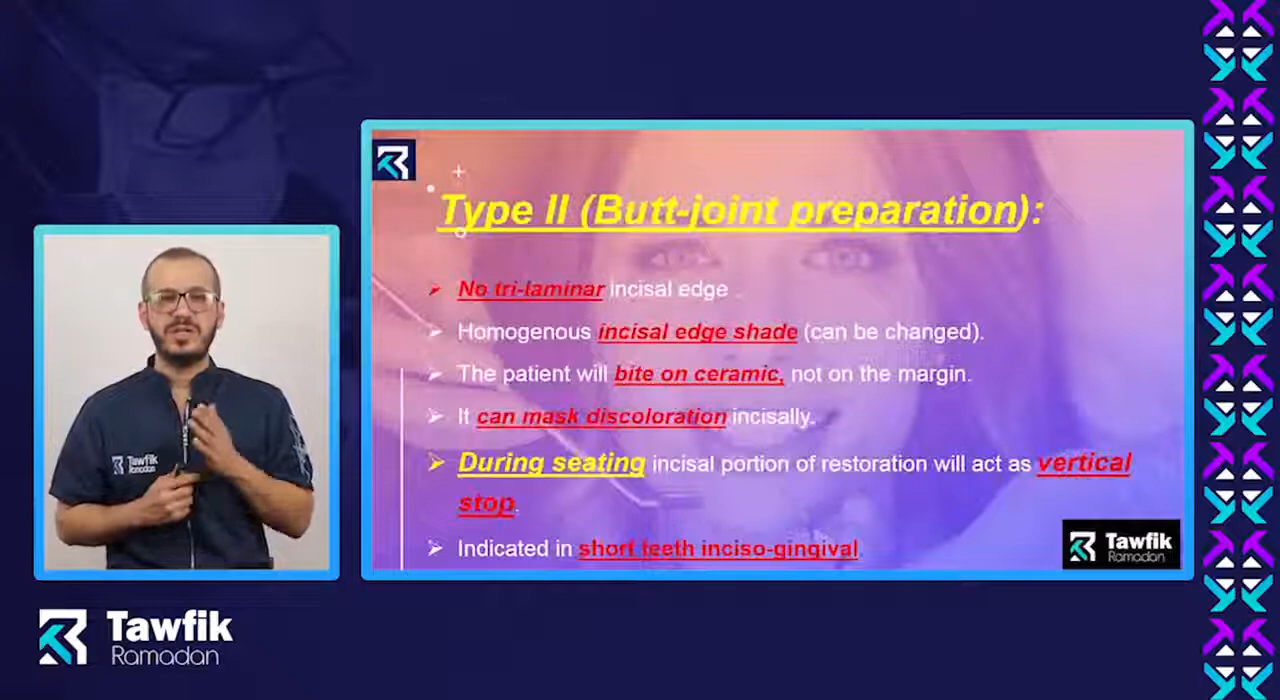 Type II (Butt-joint preparation):
➢ No tri-laminar incisal edge .
➢ Homogenous incisal edge shade (can be changed).
➢ The patient will bite on ceramic, not on the margin.
➢ It can mask discoloration incisally.
➢ During seating incisal portion of restoration will act as vertical
stop.
➢ Indicated in short teeth inciso-gingival
Tawfik
Ramadan
Tawfik
Ramadan
Tawfik
Ramadan